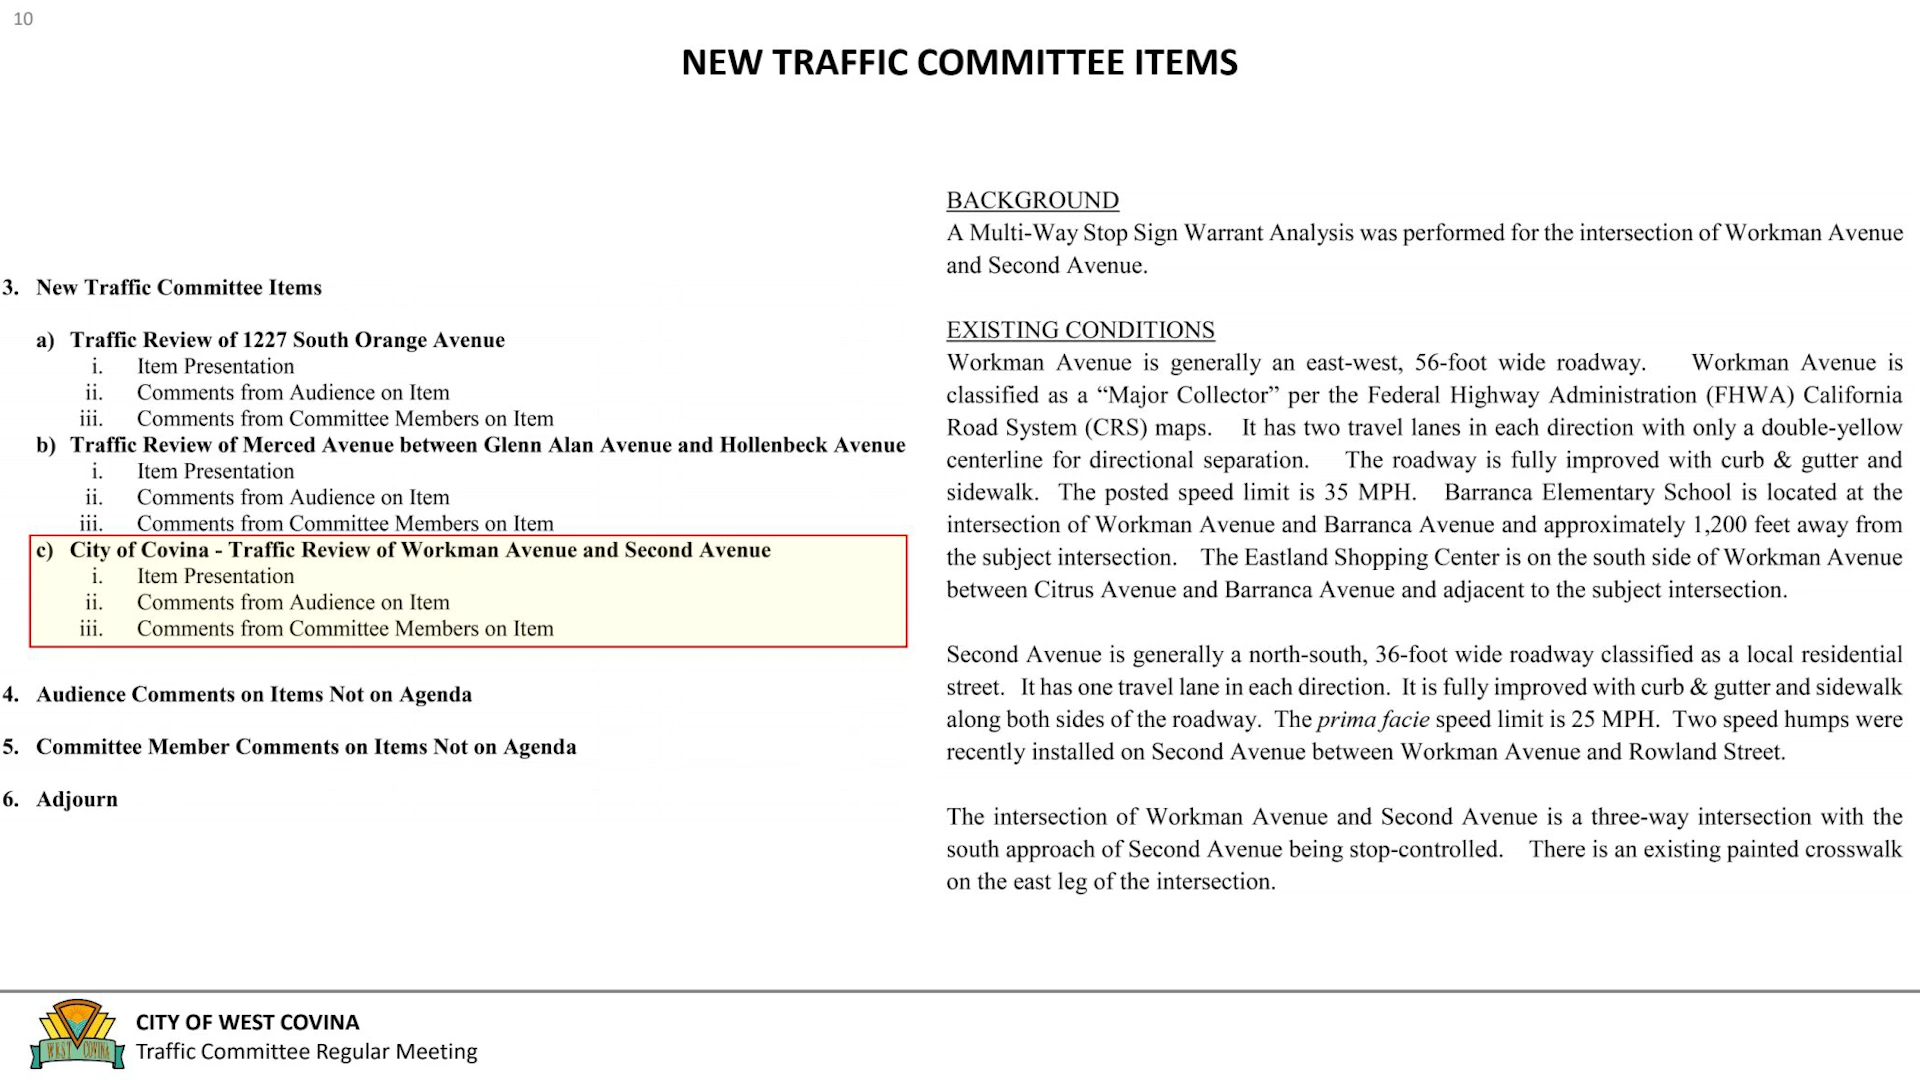 10
NEW TRAFFIC COMMITTEE ITEMS
3. New Traffic Committee Items
a) Traffic Review of 1227 South Orange Avenue
i. Item Presentation
ii. Comments from Audience on Item
iii. Comments from Committee Members on Item
b) Traffic Review of Merced Avenue between Glenn Alan Avenue and Hollenbeck Avenue
i. Item Presentation
ii. Comments from Audience on Item
iii. Comments from Committee Members on Item
c) City of Covina - Traffic Review of Workman Avenue and Second Avenue
i. Item Presentation
ii. Comments from Audience on Item
iii. Comments from Committee Members on Item
4. Audience Comments on Items Not on Agenda
5. Committee Member Comments on Items Not on Agenda
6. Adjourn
BACKGROUND
A Multi-Way Stop Sign Warrant Analysis was performed for the intersection of Workman Avenue
and Second Avenue.
EXISTING CONDITIONS
Workman Avenue is generally an east-west, 56-foot wide roadway. Workman Avenue is
classified as a “Major Collector” per the Federal Highway Administration (FHWA) California
Road System (CRS) maps. It has two travel lanes in each direction with only a double-yellow
centerline for directional separation. The roadway is fully improved with curb & gutter and
sidewalk. The posted speed limit is 35 MPH. Barranca Elementary School is located at the
intersection of Workman Avenue and Barranca Avenue and approximately 1,200 feet away from
the subject intersection. The Eastland Shopping Center is on the south side of Workman Avenue
between Citrus Avenue and Barranca Avenue and adjacent to the subject intersection.
Second Avenue is generally a north-south, 36-foot wide roadway classified as a local residential
street. It has one travel lane in each direction. It is fully improved with curb & gutter and sidewalk
along both sides of the roadway. The prima facie speed limit is 25 MPH. Two speed humps were
recently installed on Second Avenue between Workman Avenue and Rowland Street.
The intersection of Workman Avenue and Second Avenue is a three-way intersection with the
south approach of Second Avenue being stop-controlled. There is an existing painted crosswalk
on the east leg of the intersection.
WEST COVINA
CITY OF WEST COVINA
Traffic Committee Regular Meeting